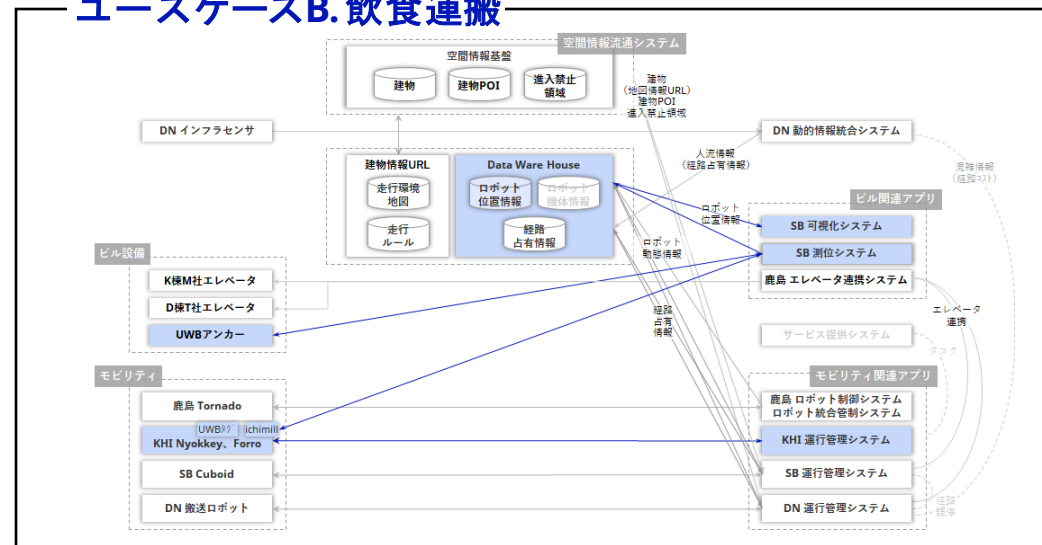 ユースケースB. 飲食運搬
空間情報流通システム
空間情報基盤
建物
建物POI
進入禁止
領域
建物
（地図情報URL）
建物POI
進入禁止領域
DN インフラセンサ
DN 動的情報統合システム
人流情報
（経路占有情報）
混雑情報
（経路コスト）
建物情報URL
走行環境
地図
走行
ルール
Data Ware House
ロボット
位置情報
ロボット
機体情報
経路
占有情報
ロボット
位置情報
ロボット
動態情報
ビル関連アプリ
SB 可視化システム
SB 測位システム
鹿島 エレベータ連携システム
ビル設備
K棟M社エレベータ
D棟T社エレベータ
UWBアンカー
経路
占有
情報
エレベータ
連携
サービス提供システム
タスク
モビリティ
鹿島 Tornado
UWBタグ
ichimill
KHI Nyokkey、Forro
SB Cuboid
DN 搬送ロボット
モビリティ関連アプリ
鹿島 ロボット制御システム
ロボット統合管制システム
KHI 運行管理システム
SB 運行管理システム
DN 運行管理システム
経路
調停